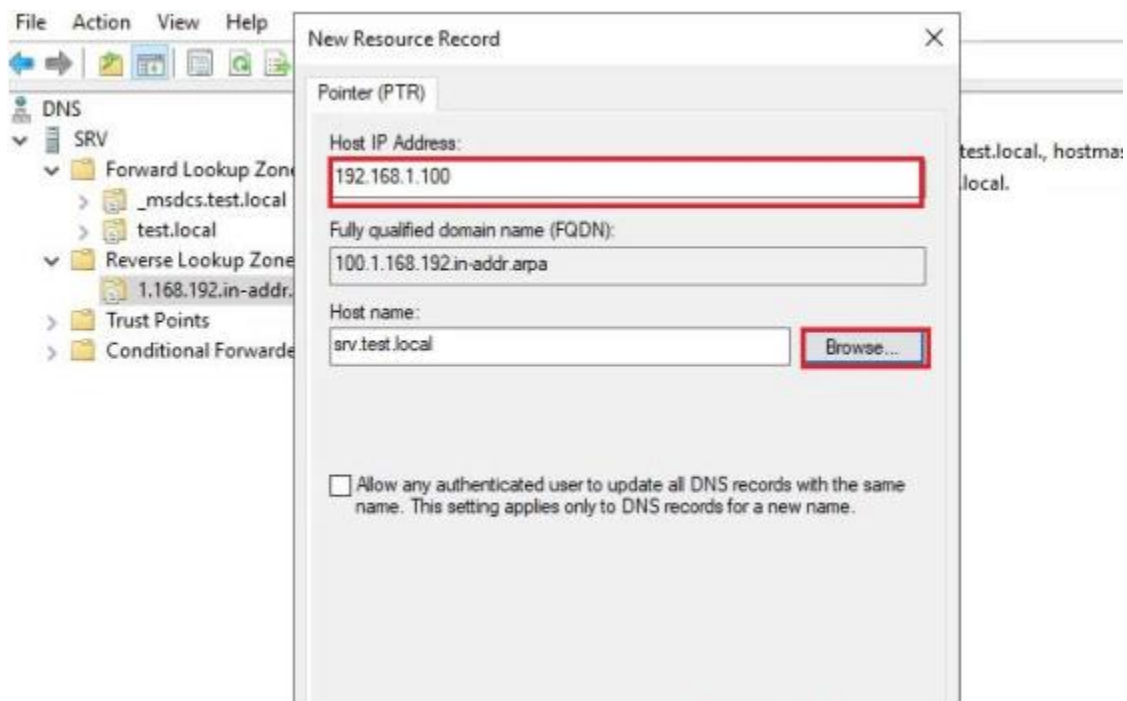 File Action View Help
DNS
SRV
Forward Lookup Zone
_msdcs.test.local
test.local
Reverse Lookup Zone
1.168.192.in-addr.
Trust Points
Conditional Forwarde
New Resource Record
Pointer (PTR)
Host IP Address:
192.168.1.100
Fully qualified domain name (FQDN):
100.1.168.192.in-addr.arpa
Host name:
srv.test.local
Browse...
Allow any authenticated user to update all DNS records with the same
name. This setting applies only to DNS records for a new name.
test.local., hostmas
.local.